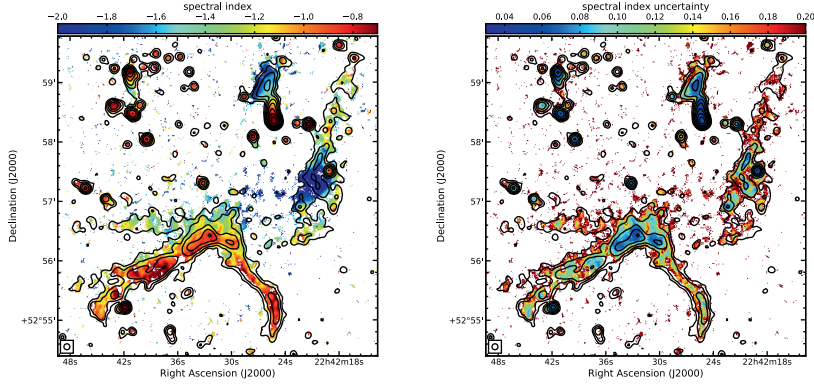 spectral index
−2.0 −1.8 −1.6 −1.4 −1.2 −1.0 −0.8
59'
58'
57'
56'
+52°55'
48s 42s 36s 30s 24s 22h42m18s
Declination (J2000)
Right Ascension (J2000)
spectral index uncertainty
0.04 0.06 0.08 0.10 0.12 0.14 0.16 0.18 0.20
59'
58'
57'
56'
+52°55'
48s 42s 36s 30s 24s 22h42m18s
Declination (J2000)
Right Ascension (J2000)